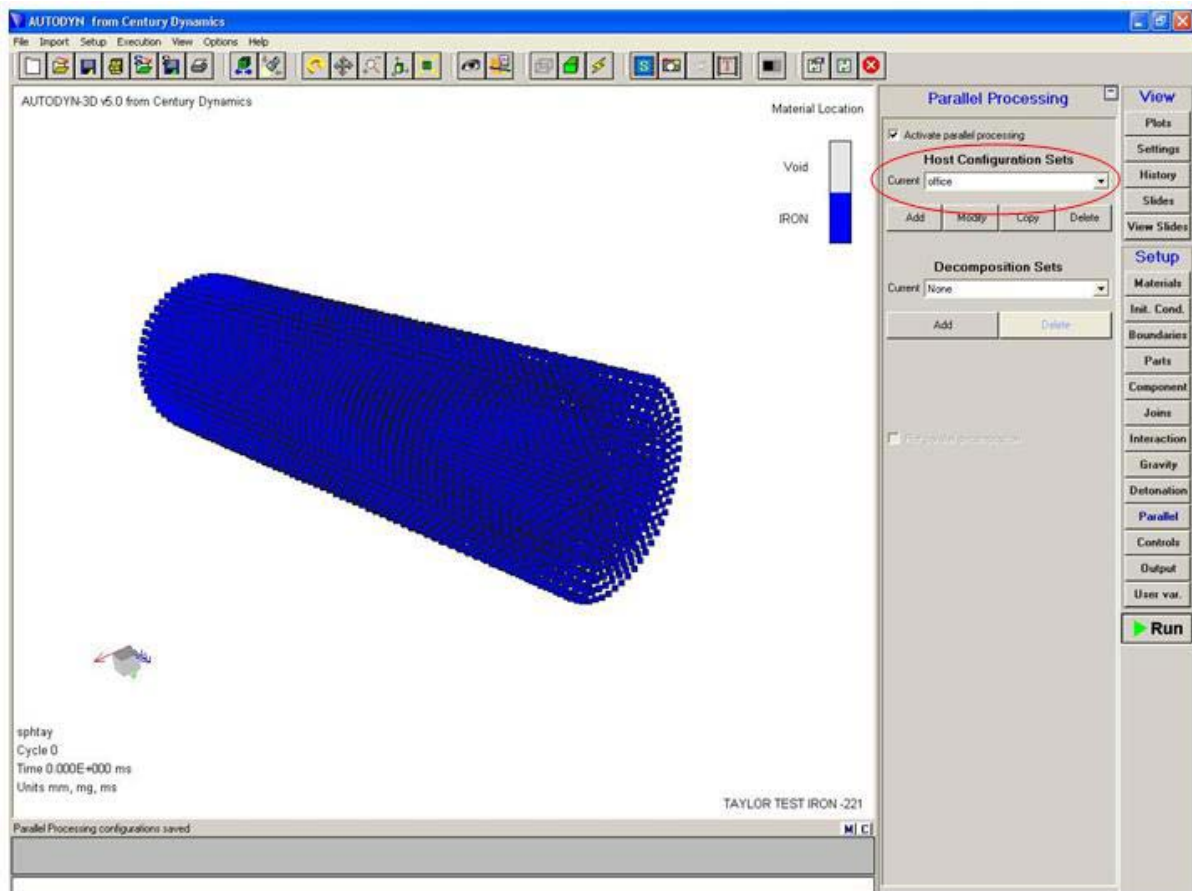 AUTODYN from Century Dynamics
File Import Setup Execution View Options Help
AUTODYN-3D v5.0 from Century Dynamics
Material Location
Void
IRON
sphtay
Cycle 0
Time 0.000E+000 ms
Units mm, mg, ms
TAYLOR TEST IRON -221
Parallel Processing configurations saved
M C
Parallel Processing
Activate parallel processing
Host Configuration Sets
Current office
Add Modify Copy Delete
Decomposition Sets
Current None
Add Delete
View
Plots
Settings
History
Slides
View Slides
Setup
Materials
Init. Cond.
Boundaries
Parts
Component
Joins
Interaction
Gravity
Detonation
Parallel
Controls
Output
User var.
Run